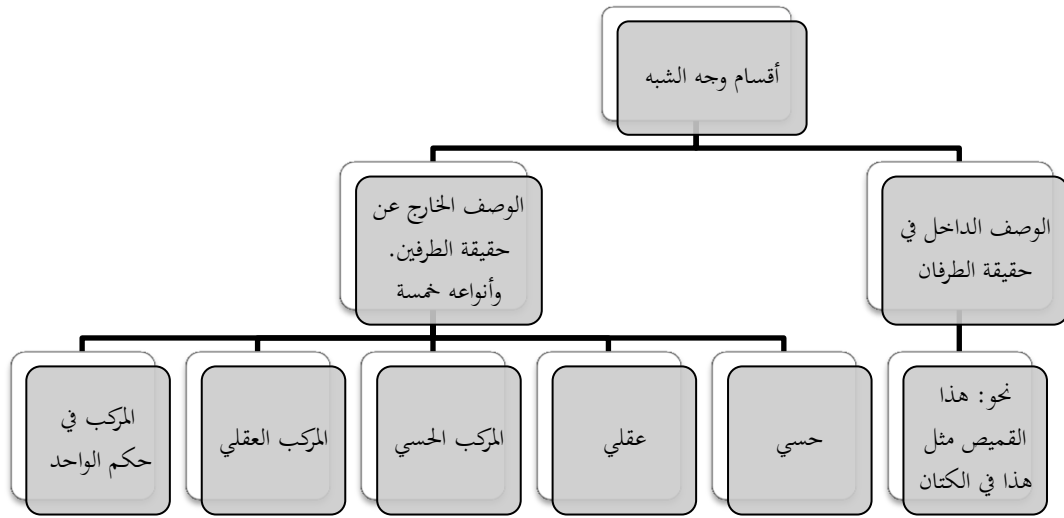 أقسام وجه الشبه
الوصف الداخل في
حقيقة الطرفان
الوصف الخارج عن
حقيقة الطرفين.
وأنواعه خمسة
نحو: هذا
القميص مثل
هذا في الكتان
حسي
عقلي
المركب الحسي
المركب العقلي
المركب في
حكم الواحد